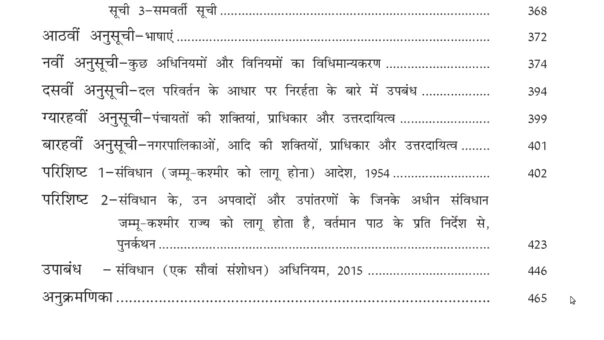 सूची 3–समवर्ती सूची ........................................ 368
आठवीं अनुसूची–भाषाएं ........................................ 372
नवीं अनुसूची–कुछ अधिनियमों और विनियमों का विधिमान्यकरण ........................................ 374
दसवीं अनुसूची–दल परिवर्तन के आधार पर निरर्हता के बारे में उपबंध .................. 394
ग्यारहवीं अनुसूची–पंचायतों की शक्तियां, प्राधिकार और उत्तरदायित्व ........................ 399
बारहवीं अनुसूची–नगरपालिकाओं, आदि की शक्तियों, प्राधिकार और उत्तरदायित्व ........ 401
परिशिष्ट 1–संविधान (जम्मू-कश्मीर को लागू होना) आदेश, 1954 ........................ 402
परिशिष्ट 2–संविधान के, उन अपवादों और उपांतरणों के जिनके अधीन संविधान
जम्मू-कश्मीर राज्य को लागू होता है, वर्तमान पाठ के प्रति निर्देश से,
पुनर्कथन ........................................ 423
उपाबंध –संविधान (एक सौवां संशोधन) अधिनियम, 2015 .............................. 446
अनुक्रमणिका ........................................ 465